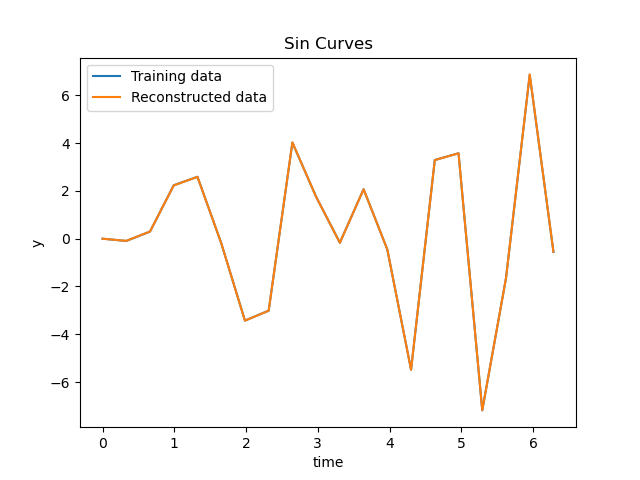 Sin Curves
Training data
Reconstructed data
6
4
2
0
−2
−4
−6
y
0 1 2 3 4 5 6
time